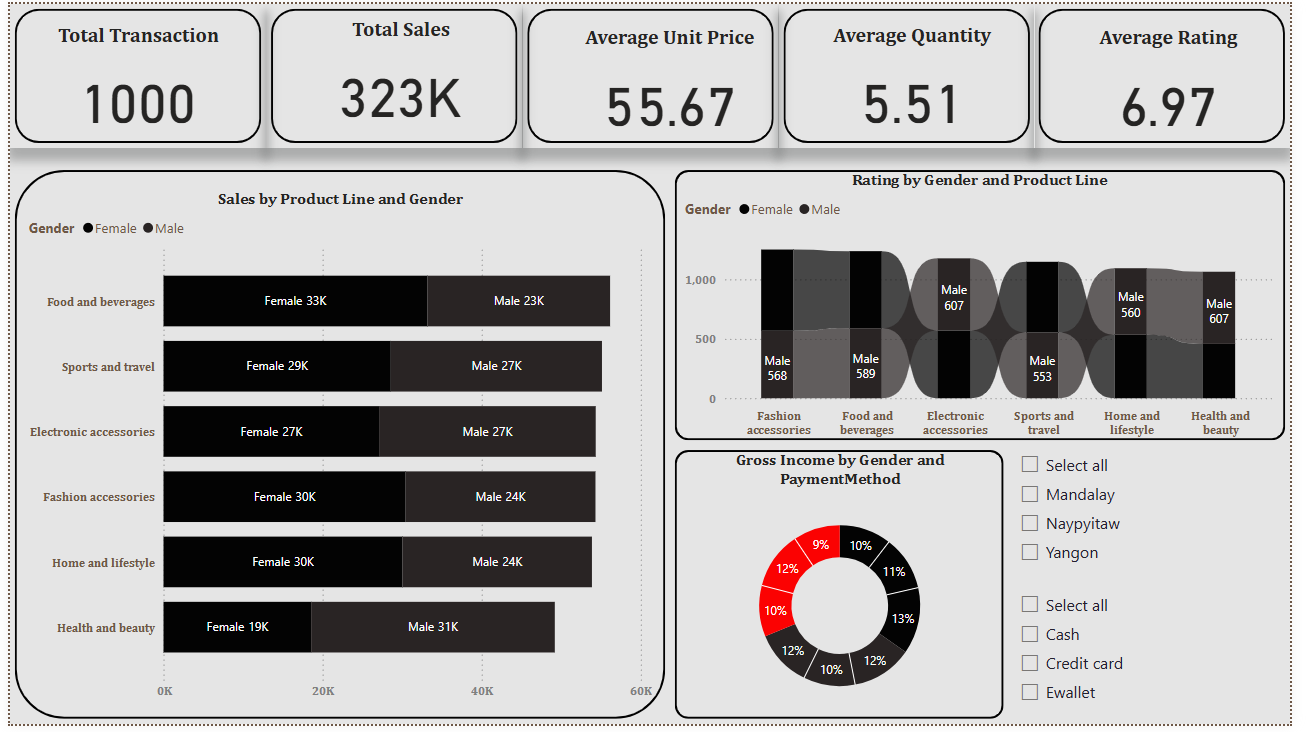 Total Transaction
1000
Total Sales
323K
Average Unit Price
55.67
Average Quantity
5.51
Average Rating
6.97
Sales by Product Line and Gender
Gender Female Male
Food and beverages Female 33K Male 23K
Sports and travel Female 29K Male 27K
Electronic accessories Female 27K Male 27K
Fashion accessories Female 30K Male 24K
Home and lifestyle Female 30K Male 24K
Health and beauty Female 19K Male 31K
0K 20K 40K 60K
Rating by Gender and Product Line
Gender Female Male
1,000
500
0
Male
568
Male
589
Male
607
Male
553
Male
560
Male
607
Fashion
accessories
Food and
beverages
Electronic
accessories
Sports and
travel
Home and
lifestyle
Health and
beauty
Gross Income by Gender and
PaymentMethod
10%
11%
13%
12%
10%
12%
10%
12%
9%
Select all
Mandalay
Naypyitaw
Yangon
Select all
Cash
Credit card
Ewallet